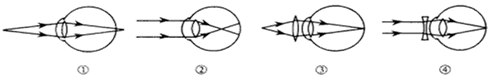 ① ② ③ ④